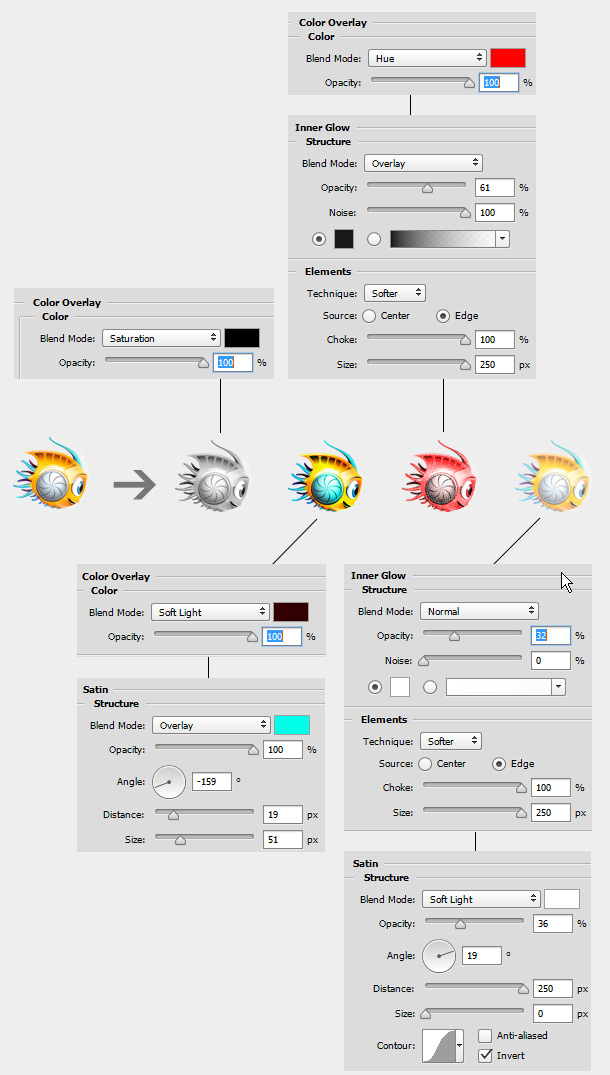 Color Overlay
Color
Blend Mode: Hue
Opacity: 100 %
Inner Glow
Structure
Blend Mode: Overlay
Opacity: 61 %
Noise: 100 %
Elements
Technique: Softer
Source: Center Edge
Choke: 100 %
Size: 250 px
Color Overlay
Color
Blend Mode: Saturation
Opacity: 100 %
Color Overlay
Color
Blend Mode: Soft Light
Opacity: 100 %
Satin
Structure
Blend Mode: Overlay
Opacity: 100 %
Angle: -159 °
Distance: 19 px
Size: 51 px
Inner Glow
Structure
Blend Mode: Normal
Opacity: 32 %
Noise: 0 %
Elements
Technique: Softer
Source: Center Edge
Choke: 100 %
Size: 250 px
Satin
Structure
Blend Mode: Soft Light
Opacity: 36 %
Angle: 19 °
Distance: 250 px
Size: 0 px
Contour: Anti-aliased
Invert